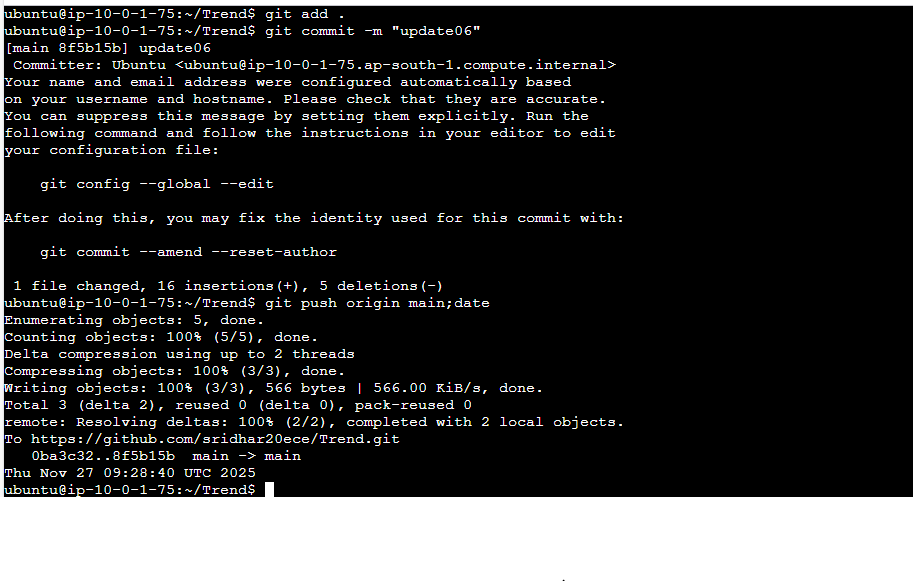 ubuntu@ip-10-0-1-75:~/Trend$ git add .
ubuntu@ip-10-0-1-75:~/Trend$ git commit -m "update06"
[main 8f5b15b] update06
 Committer: Ubuntu <ubuntu@ip-10-0-1-75.ap-south-1.compute.internal>
Your name and email address were configured automatically based
on your username and hostname. Please check that they are accurate.
You can suppress this message by setting them explicitly. Run the
following command and follow the instructions in your editor to edit
your configuration file:

    git config --global --edit

After doing this, you may fix the identity used for this commit with:

    git commit --amend --reset-author

 1 file changed, 16 insertions(+), 5 deletions(-)
ubuntu@ip-10-0-1-75:~/Trend$ git push origin main;date
Enumerating objects: 5, done.
Counting objects: 100% (5/5), done.
Delta compression using up to 2 threads
Compressing objects: 100% (3/3), done.
Writing objects: 100% (3/3), 566 bytes | 566.00 KiB/s, done.
Total 3 (delta 2), reused 0 (delta 0), pack-reused 0
remote: Resolving deltas: 100% (2/2), completed with 2 local objects.
To https://github.com/sridhar20ece/Trend.git
   0ba3c32..8f5b15b  main -> main
Thu Nov 27 09:28:40 UTC 2025
ubuntu@ip-10-0-1-75:~/Trend$